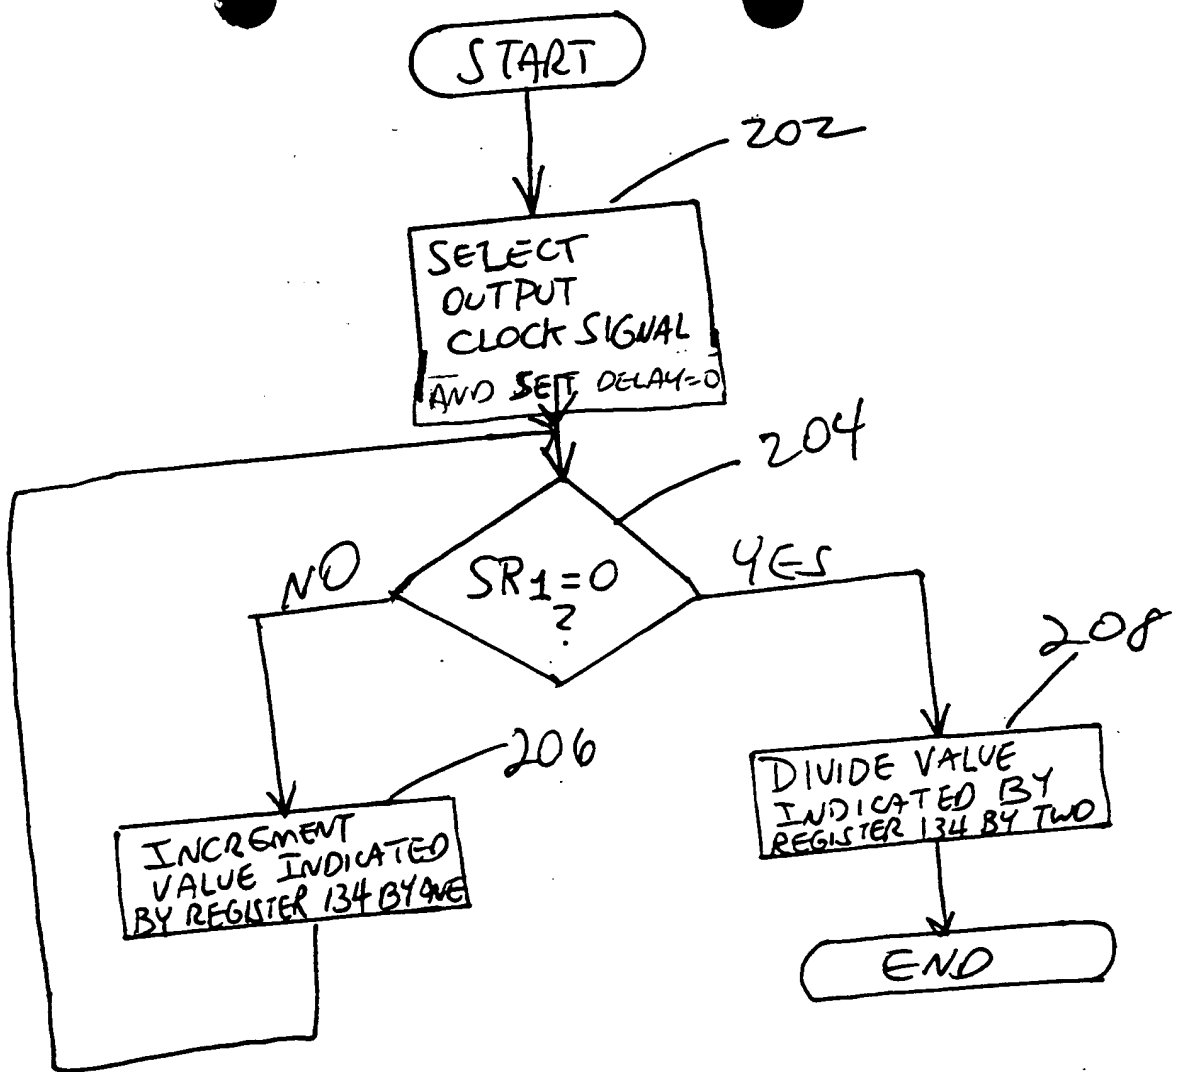 START
202
SELECT
OUTPUT
CLOCK SIGNAL
AND SET DELAY=0
204
SR1=0
?
NO
YES
208
206
DIVIDE VALUE
INDICATED BY
REGISTER 134 BY TWO
INCREMENT
VALUE INDICATED
BY REGISTER 134 BY ONE
END